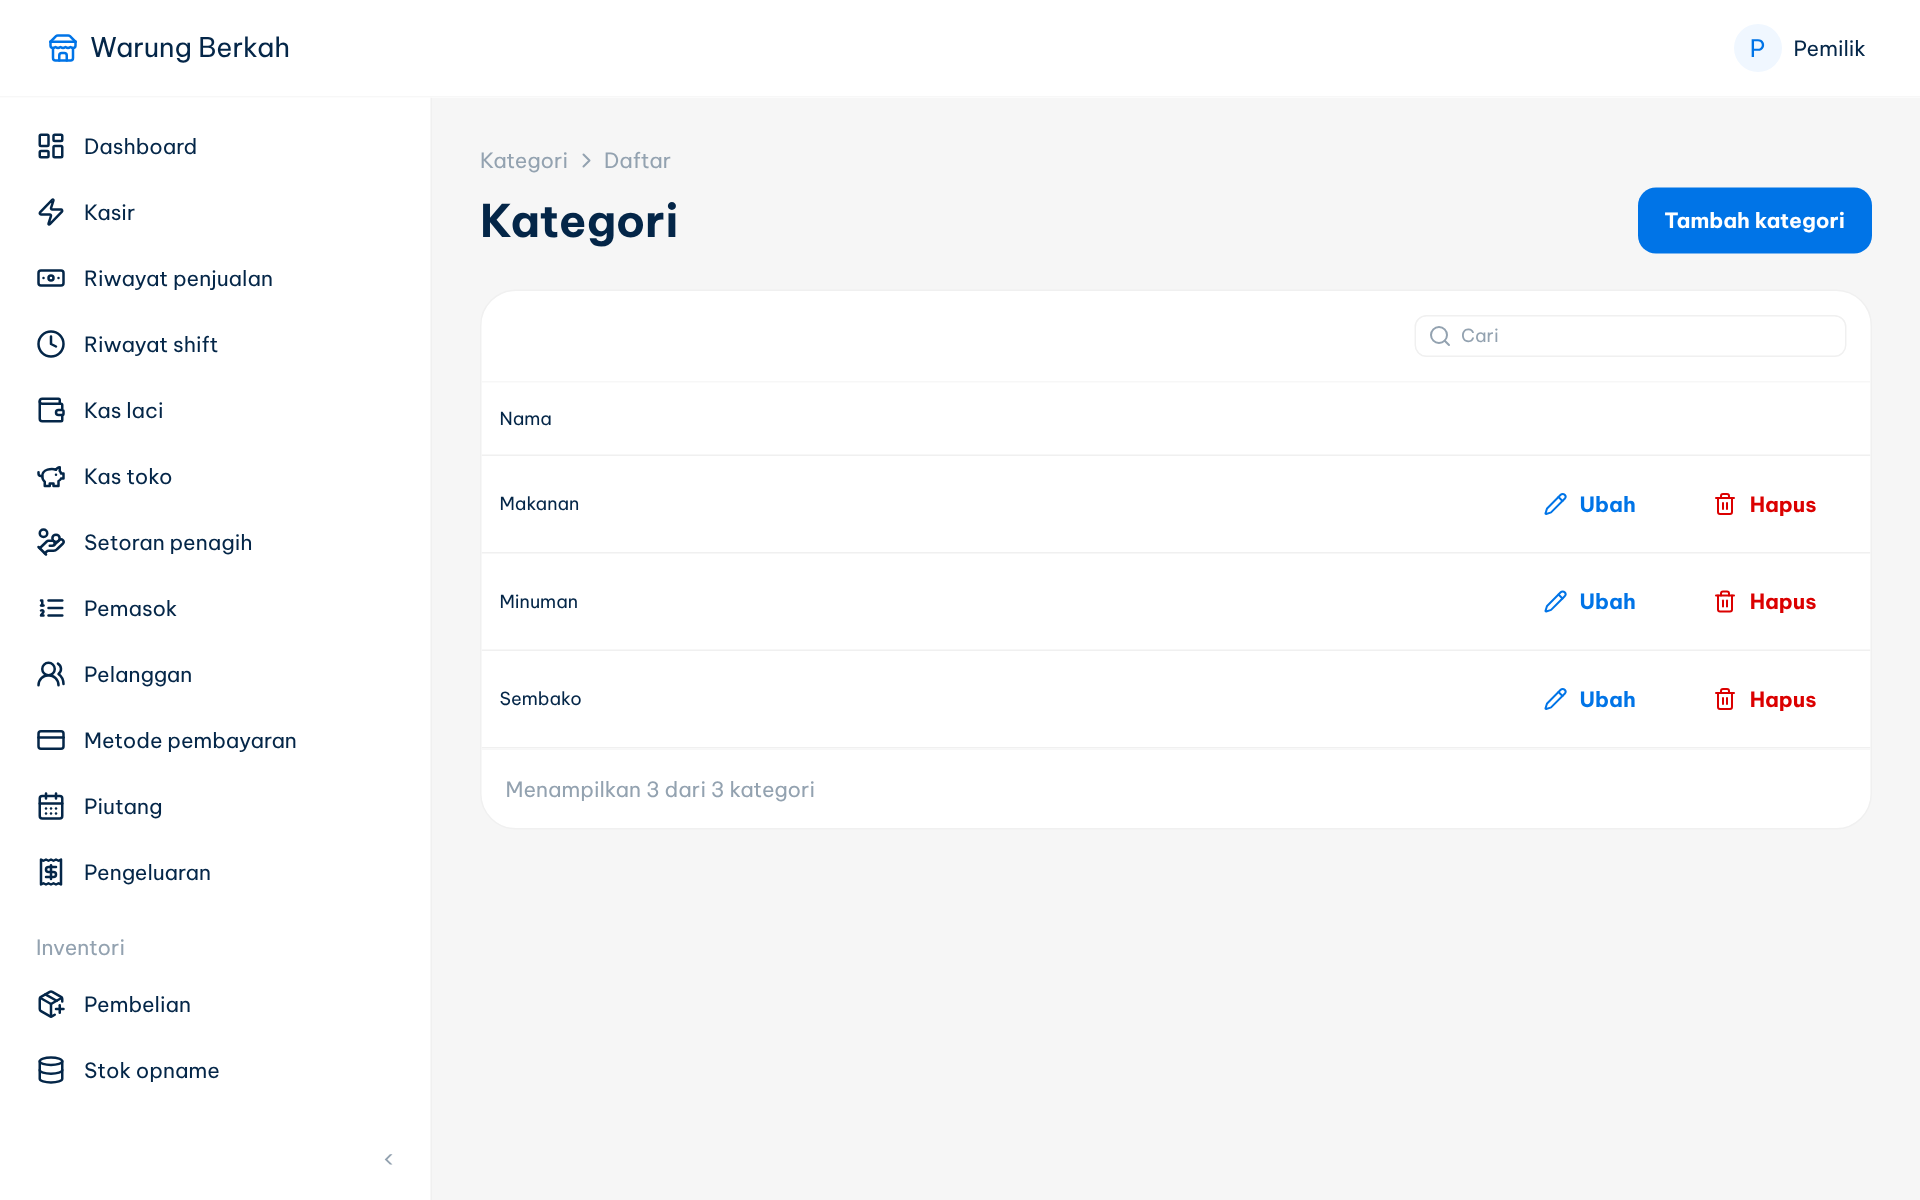 Warung Berkah
P Pemilik
Dashboard
Kasir
Riwayat penjualan
Riwayat shift
Kas laci
Kas toko
Setoran penagih
Pemasok
Pelanggan
Metode pembayaran
Piutang
Pengeluaran
Inventori
Pembelian
Stok opname
Kategori > Daftar
Kategori
Tambah kategori
Cari
Nama
Makanan Ubah Hapus
Minuman Ubah Hapus
Sembako Ubah Hapus
Menampilkan 3 dari 3 kategori